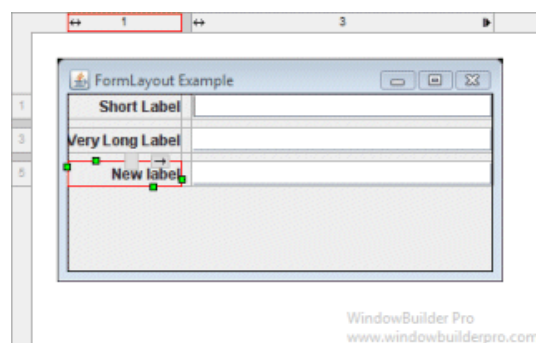 1 3
FormLayout Example
1 Short Label
3 Very Long Label
5 New label
WindowBuilder Pro
www.windowbuilderpro.com